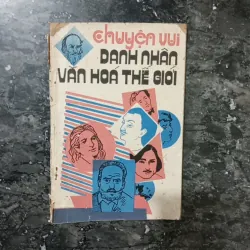 chuyện vui
DANH NHÂN
VĂN HOÁ THẾ GIỚI